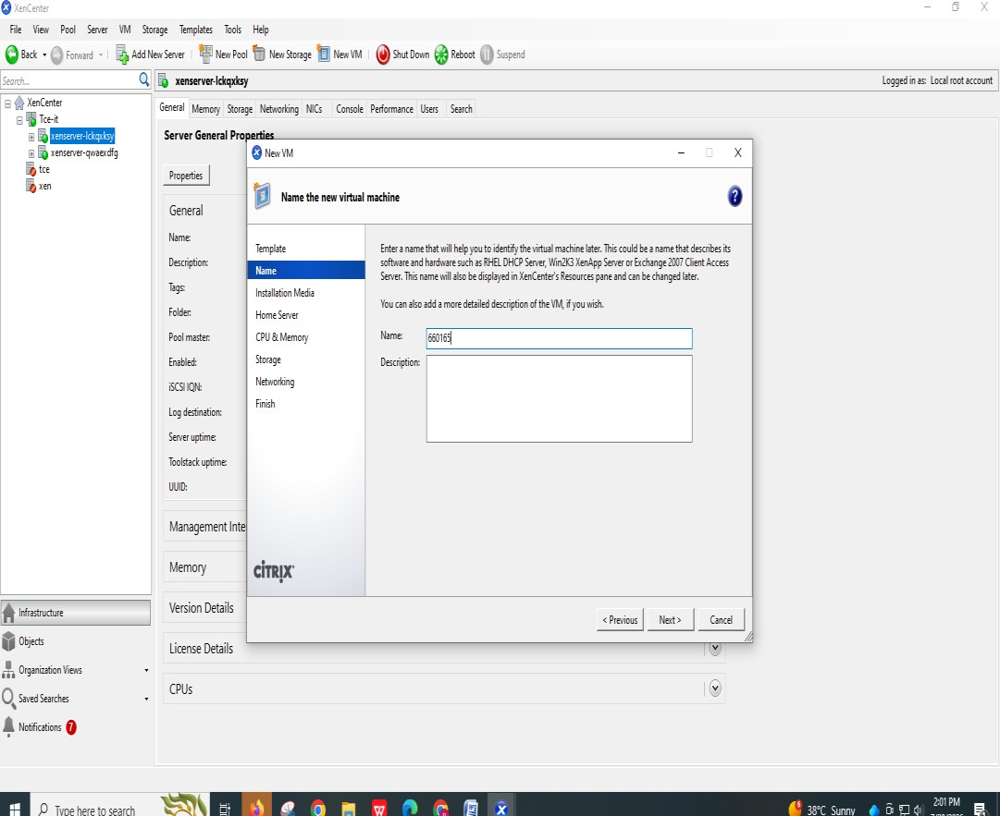 XenCenter
File View Pool Server VM Storage Templates Tools Help
Back Forward Add New Server New Pool New Storage New VM Shut Down Reboot Suspend
Search...
xenserver-lckqxksy
Logged in as: Local root account
XenCenter
Tce-it
xenserver-lckqxksy
xenserver-qwaexdfg
tce
xen
General Memory Storage Networking NICs Console Performance Users Search
Server General Properties
Properties
General
Name:
Description:
Tags:
Folder:
Pool master:
Enabled:
iSCSI IQN:
Log destination:
Server uptime:
Toolstack uptime:
UUID:
Management Inte
Memory
Version Details
License Details
CPUs
New VM
Name the new virtual machine
?
Template
Name
Installation Media
Home Server
CPU & Memory
Storage
Networking
Finish
CITRIX
Enter a name that will help you to identify the virtual machine later. This could be a name that describes its
software and hardware such as RHEL DHCP Server, Win2K3 XenApp Server or Exchange 2007 Client Access
Server. This name will also be displayed in XenCenter's Resources pane and can be changed later.
You can also add a more detailed description of the VM, if you wish.
Name: 660165
Description:
< Previous Next > Cancel
Infrastructure
Objects
Organization Views
Saved Searches
Notifications 7
Type here to search
38°C Sunny
2:01 PM